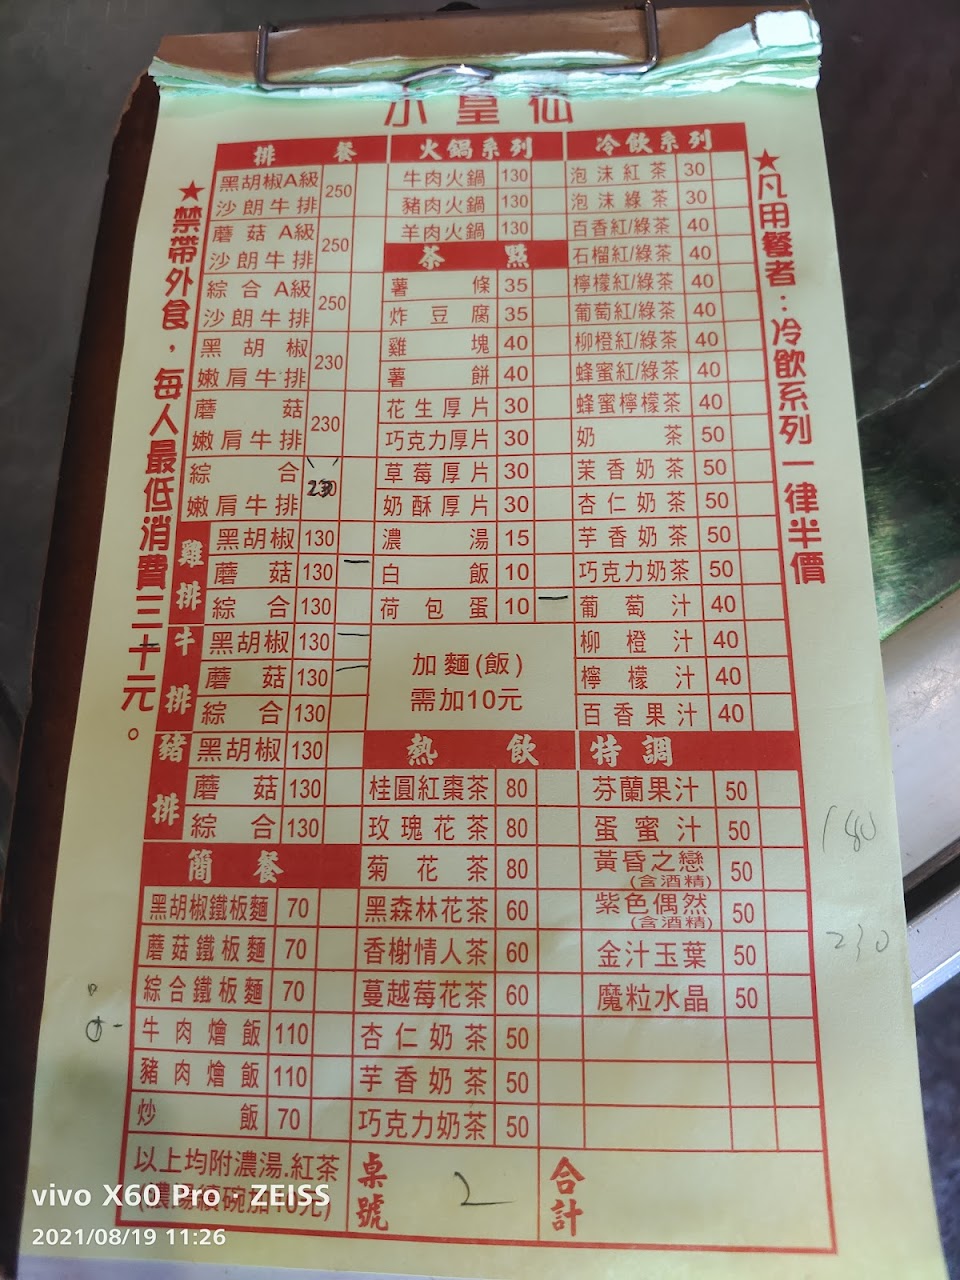 小皇仙
★凡用餐者：冷飲系列一律半價
★禁帶外食，每人最低消費三十元。
排 餐
黑胡椒A級
沙朗牛排 250
蘑菇A級
沙朗牛排 250
綜合A級
沙朗牛排 250
黑胡椒
嫩肩牛排 230
蘑菇
嫩肩牛排 230
綜合
嫩肩牛排 230
雞排
黑胡椒 130
蘑菇 130
綜合 130
牛排
黑胡椒 130
蘑菇 130
綜合 130
豬排
黑胡椒 130
蘑菇 130
綜合 130
簡餐
黑胡椒鐵板麵 70
蘑菇鐵板麵 70
綜合鐵板麵 70
牛肉燴飯 110
豬肉燴飯 110
炒飯 70
以上均附濃湯.紅茶
火鍋系列
牛肉火鍋 130
豬肉火鍋 130
羊肉火鍋 130
茶點
薯條 35
炸豆腐 35
雞塊 40
薯餅 40
花生厚片 30
巧克力厚片 30
草莓厚片 30
奶酥厚片 30
濃湯 15
白飯 10
荷包蛋 10
加麵(飯)
需加10元
熱飲
桂圓紅棗茶 80
玫瑰花茶 80
菊花茶 80
黑森林花茶 60
香榭情人茶 60
蔓越莓花茶 60
杏仁奶茶 50
芋香奶茶 50
巧克力奶茶 50
桌號 2
冷飲系列
泡沫紅茶 30
泡沫綠茶 30
百香紅/綠茶 40
石榴紅/綠茶 40
檸檬紅/綠茶 40
葡萄紅/綠茶 40
柳橙紅/綠茶 40
蜂蜜紅/綠茶 40
蜂蜜檸檬茶 40
奶茶 50
茉香奶茶 50
杏仁奶茶 50
芋香奶茶 50
巧克力奶茶 50
葡萄汁 40
柳橙汁 40
檸檬汁 40
百香果汁 40
特調
芬蘭果汁 50
蛋蜜汁 50
黃昏之戀
(含酒精) 50
紫色偶然
(含酒精) 50
金汁玉葉 50
魔粒水晶 50
合計
180
230
vivo X60 Pro · ZEISS
2021/08/19 11:26